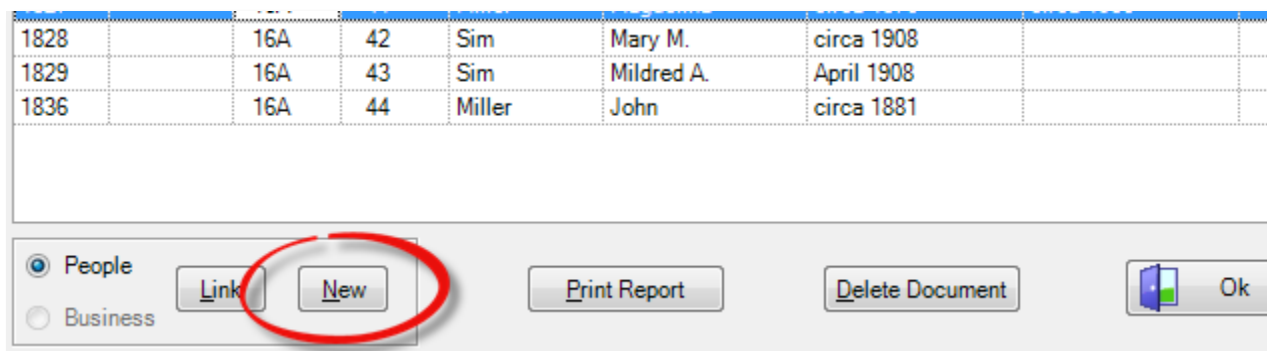 1828 16A 42 Sim Mary M. circa 1908
1829 16A 43 Sim Mildred A. April 1908
1836 16A 44 Miller John circa 1881
People
Link New Print Report Delete Document Ok
Business